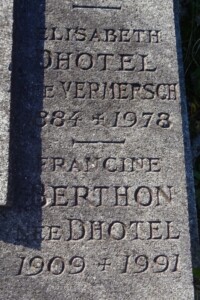 ELISABETH
DHOTEL
NÉE VERMERSCH
1884 + 1978
FRANCINE
BERTHON
NÉE DHOTEL
1909 + 1991